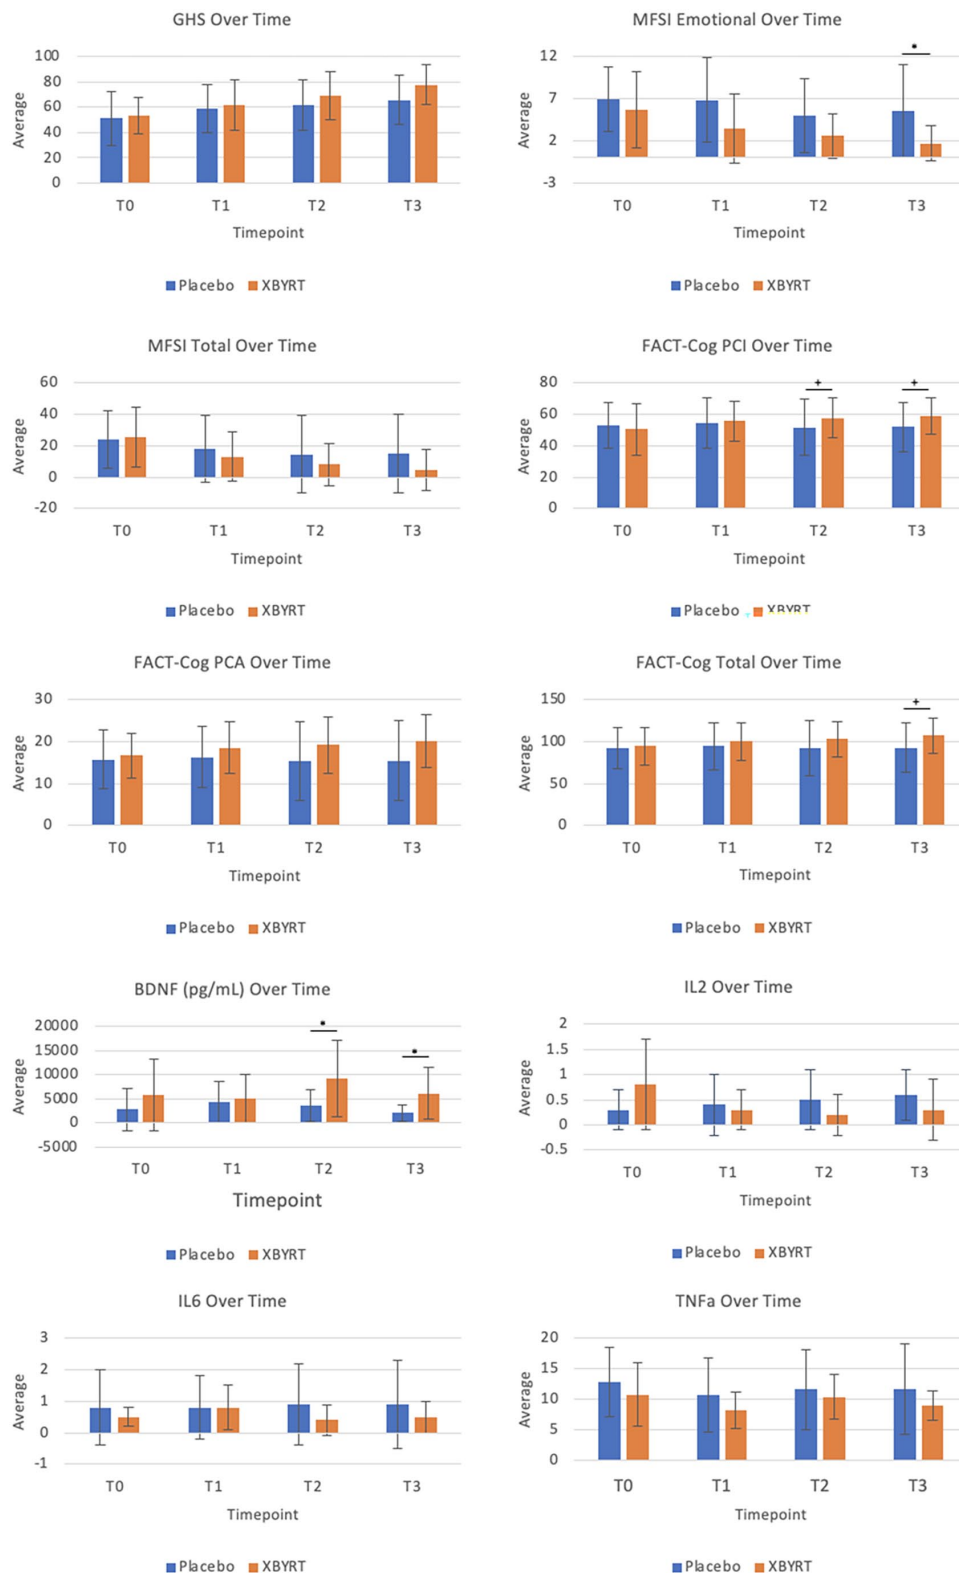 GHS Over Time
100
80
60
40
20
0
Average
T0 T1 T2 T3
Timepoint
Placebo XBYRT
MFSI Emotional Over Time
*
12
7
2
-3
Average
T0 T1 T2 T3
Timepoint
Placebo XBYRT
MFSI Total Over Time
60
40
20
0
-20
Average
T0 T1 T2 T3
Timepoint
Placebo XBYRT
FACT-Cog PCI Over Time
+ +
80
60
40
20
0
Average
T0 T1 T2 T3
Timepoint
Placebo XBYRT
FACT-Cog PCA Over Time
30
20
10
0
Average
T0 T1 T2 T3
Timepoint
Placebo XBYRT
FACT-Cog Total Over Time
+
150
100
50
0
Average
T0 T1 T2 T3
Timepoint
Placebo XBYRT
BDNF (pg/mL) Over Time
* *
20000
15000
10000
5000
0
-5000
Average
T0 T1 T2 T3
Timepoint
Placebo XBYRT
IL2 Over Time
2
1.5
1
0.5
0
-0.5
Average
T0 T1 T2 T3
Timepoint
Placebo XBYRT
IL6 Over Time
3
2
1
0
-1
Average
T0 T1 T2 T3
Timepoint
Placebo XBYRT
TNFa Over Time
20
15
10
5
0
Average
T0 T1 T2 T3
Timepoint
Placebo XBYRT